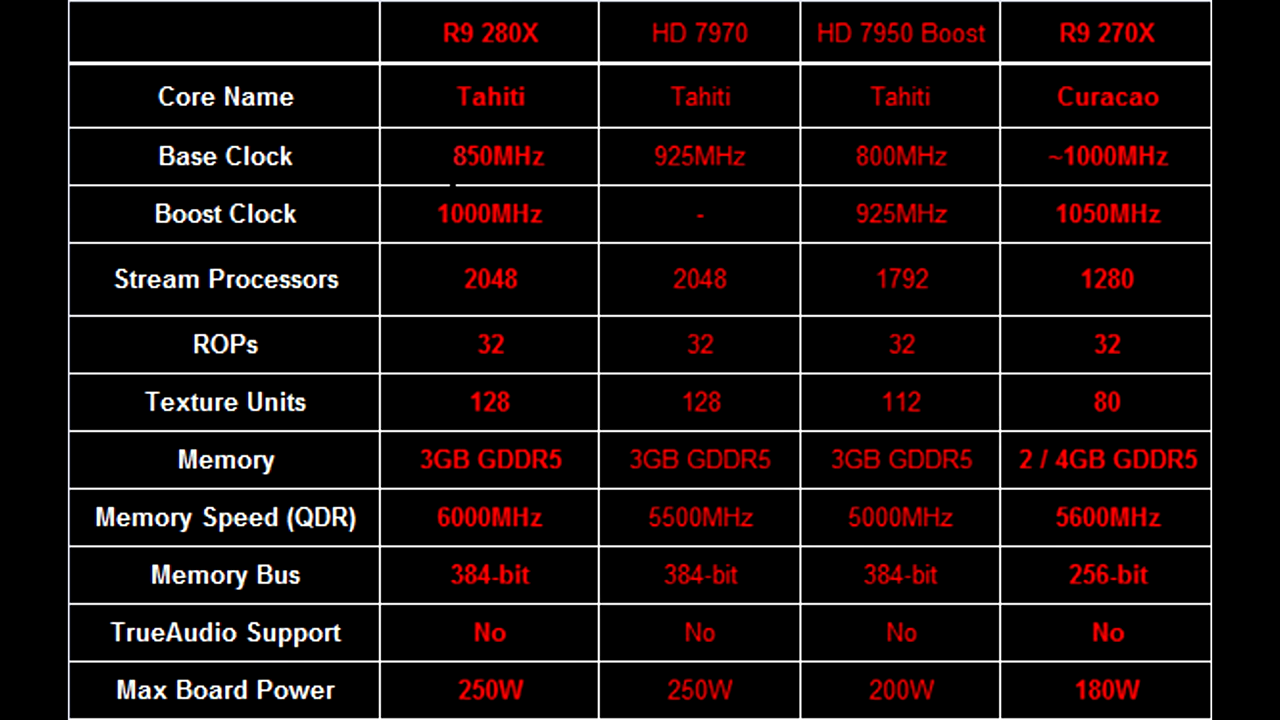 R9 280X HD 7970 HD 7950 Boost R9 270X
Core Name Tahiti Tahiti Tahiti Curacao
Base Clock 850MHz 925MHz 800MHz ~1000MHz
Boost Clock 1000MHz - 925MHz 1050MHz
Stream Processors 2048 2048 1792 1280
ROPs 32 32 32 32
Texture Units 128 128 112 80
Memory 3GB GDDR5 3GB GDDR5 3GB GDDR5 2 / 4GB GDDR5
Memory Speed (QDR) 6000MHz 5500MHz 5000MHz 5600MHz
Memory Bus 384-bit 384-bit 384-bit 256-bit
TrueAudio Support No No No No
Max Board Power 250W 250W 200W 180W